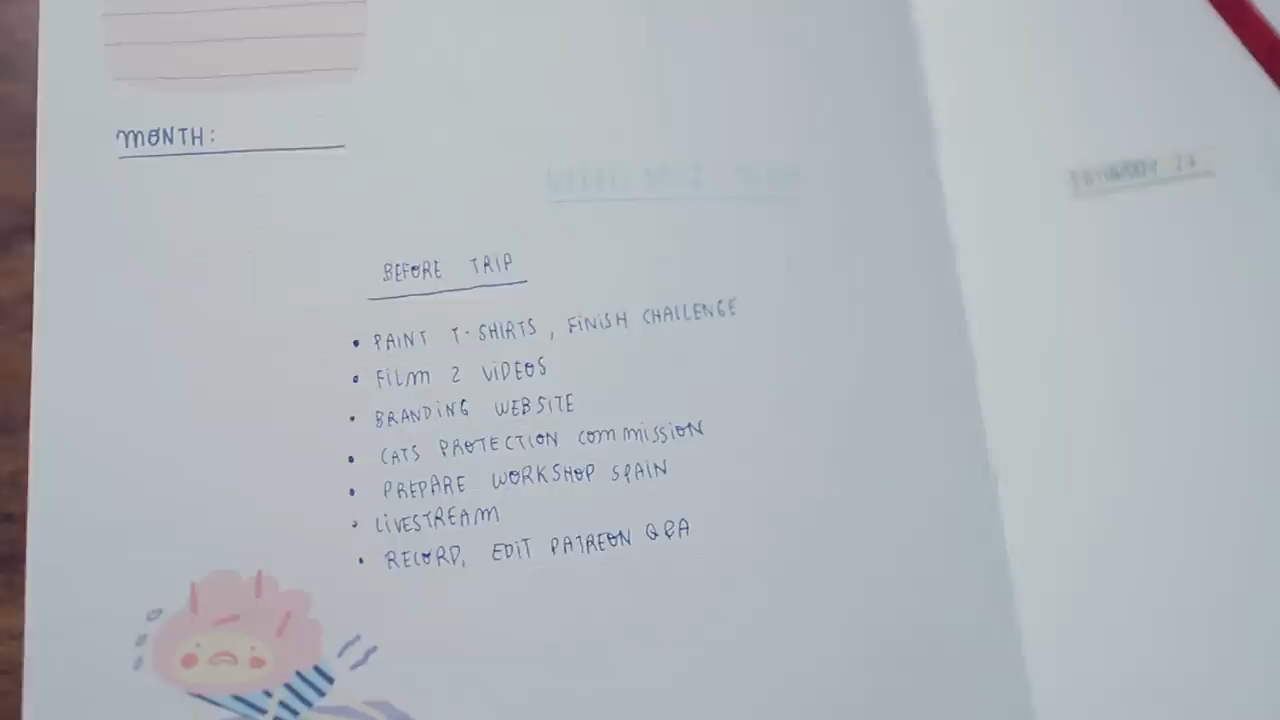 MONTH:
BEFORE TRIP
• PAINT T-SHIRTS, FINISH CHALLENGE
• FILM 2 VIDEOS
• BRANDING WEBSITE
• CATS PROTECTION COMMISSION
• PREPARE WORKSHOP SPAIN
• LIVESTREAM
• RECORD, EDIT PATREON Q&A